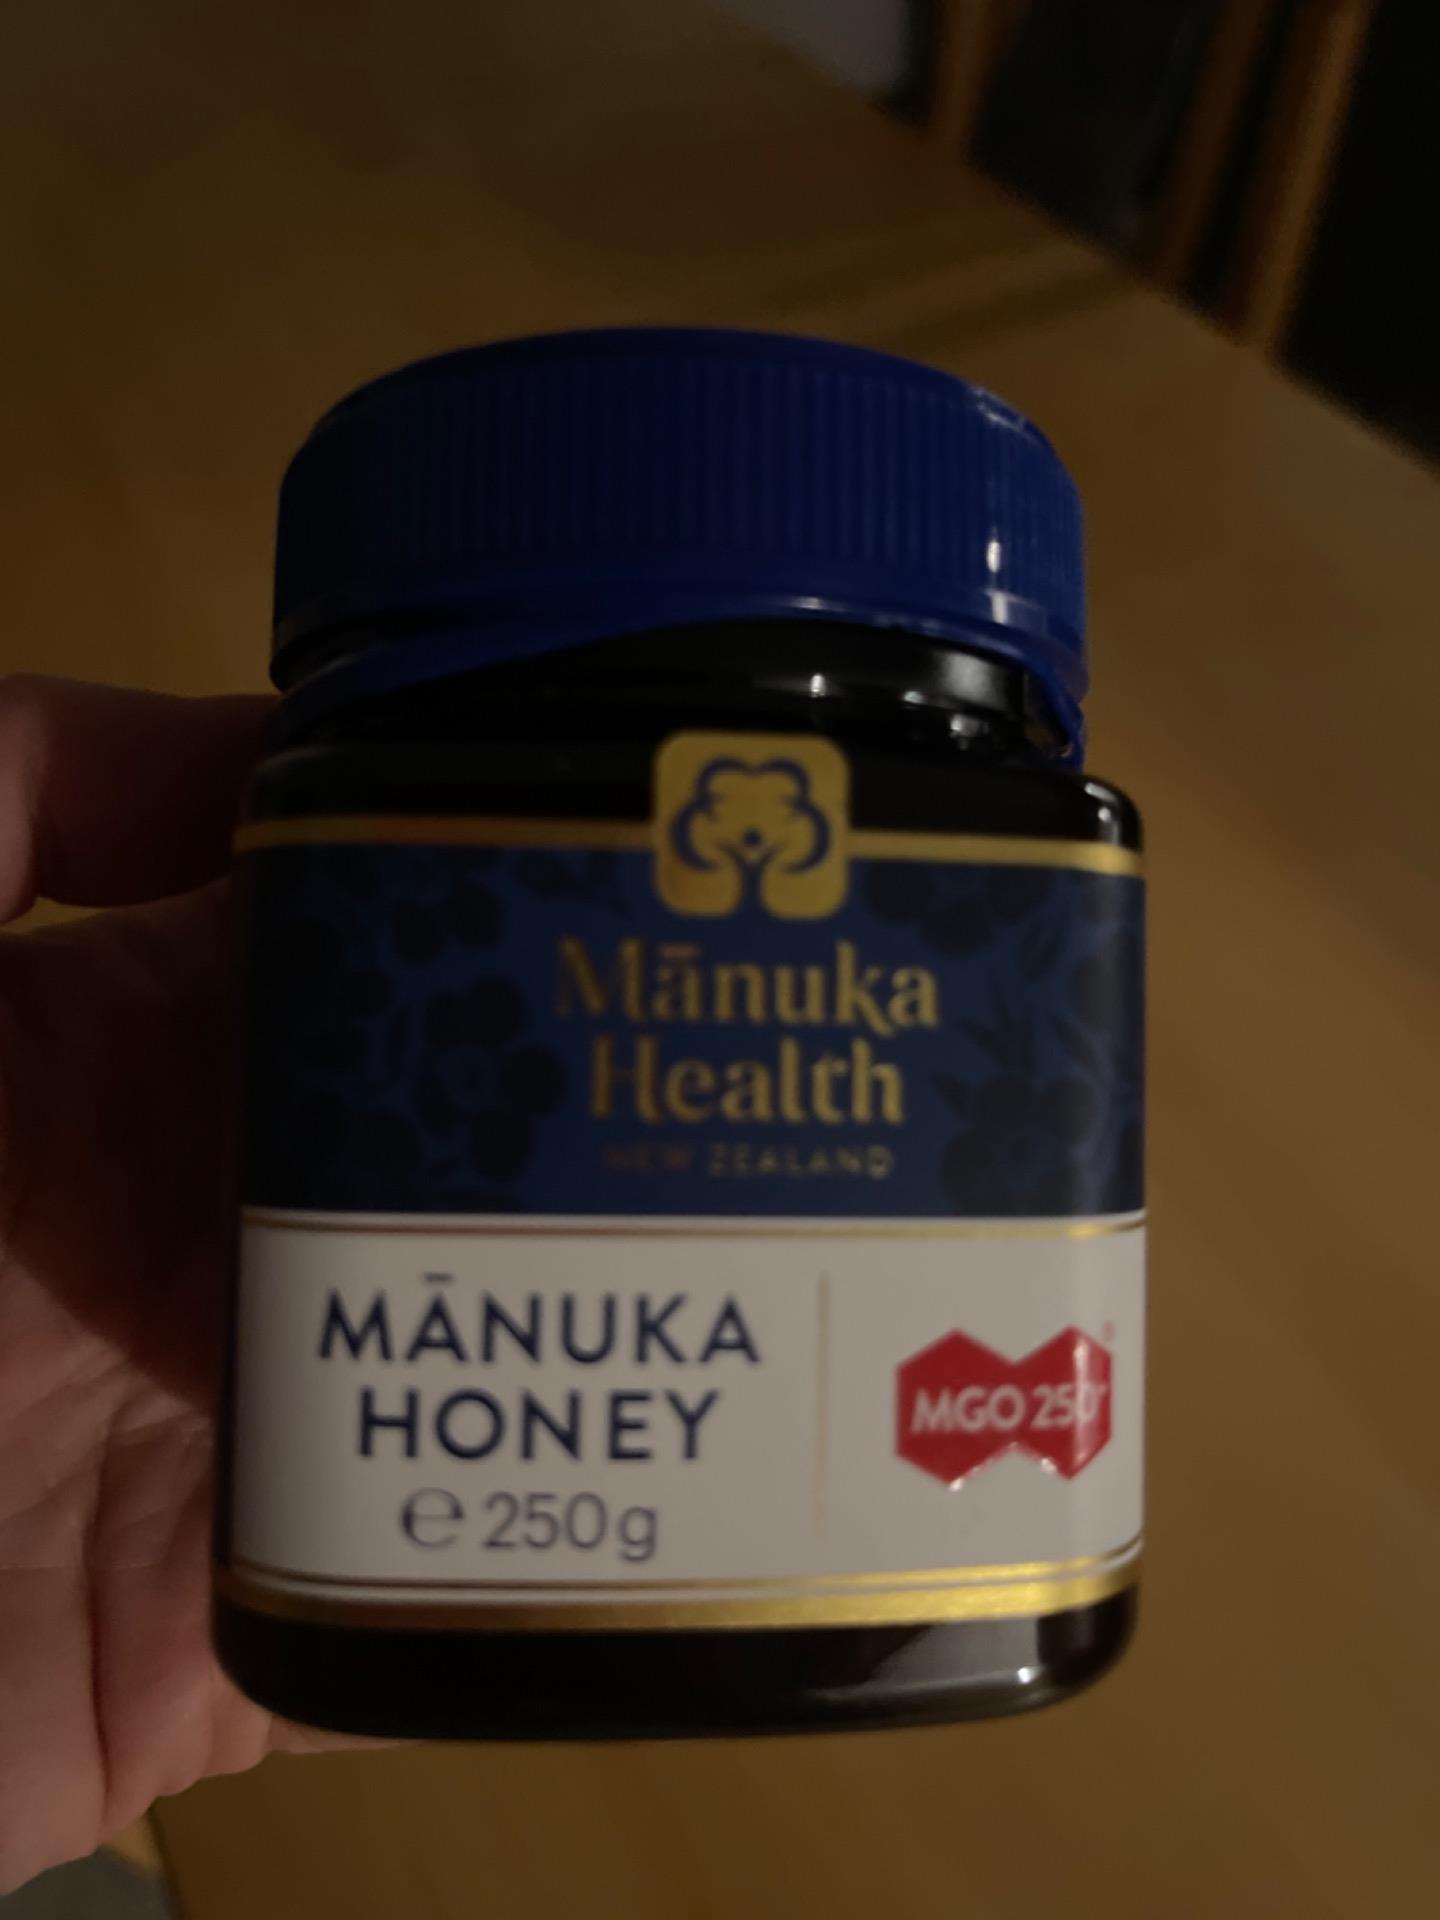 Mānuka
Health
NEW ZEALAND
MĀNUKA
HONEY
℮ 250g
MGO 250+
®